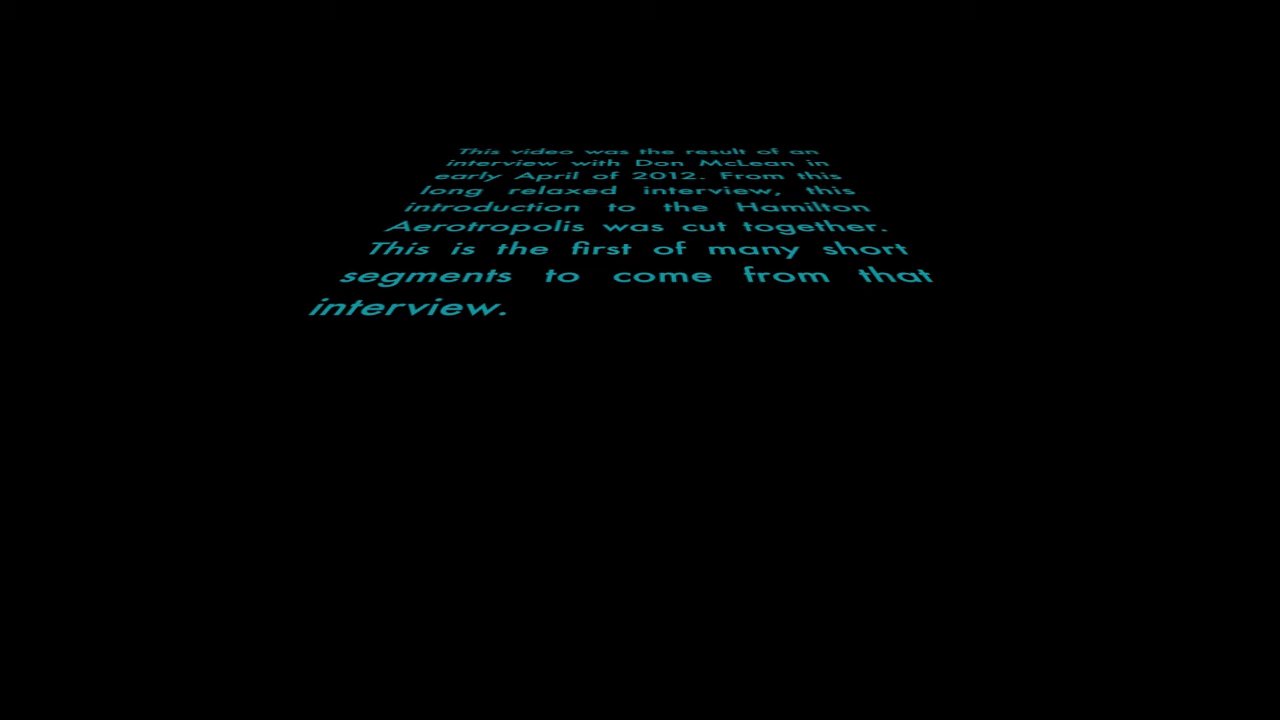 This video was the result of an
interview with Don McLean in
early April of 2012. From this
long relaxed interview, this
introduction to the Hamilton
Aerotropolis was cut together.
This is the first of many short
segments to come from that
interview.